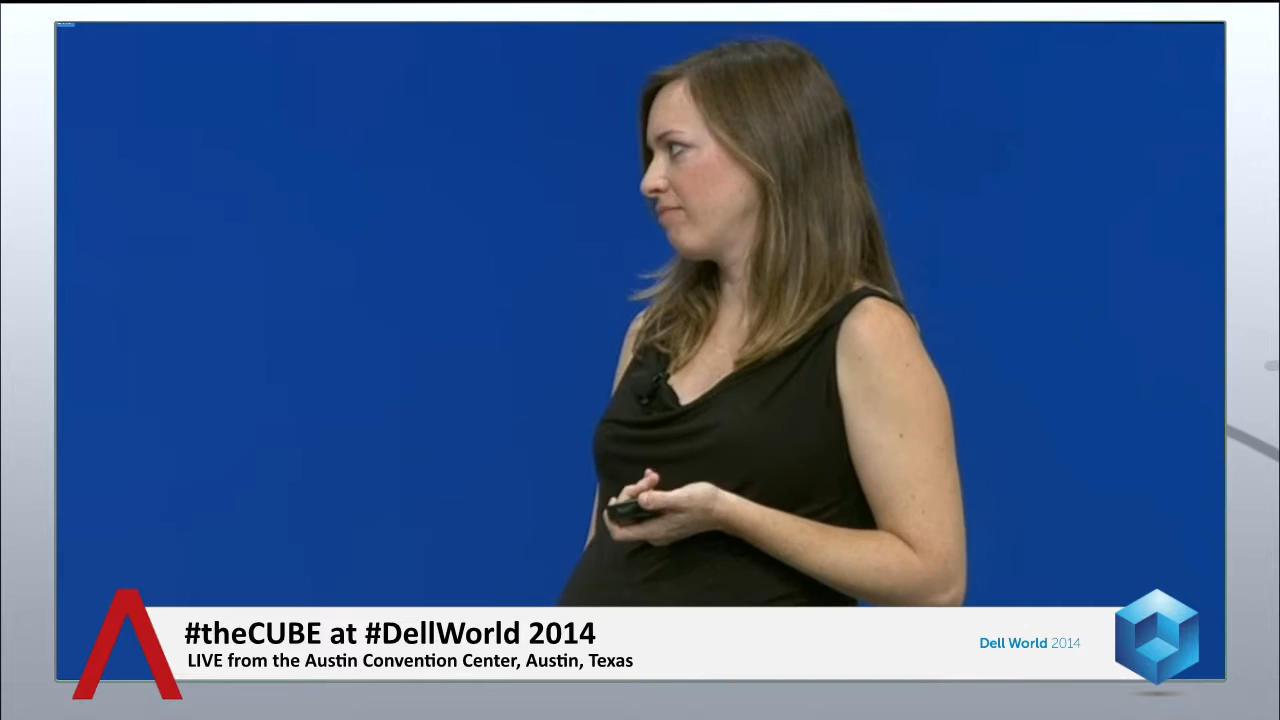 #theCUBE at #DellWorld 2014
LIVE from the Austin Convention Center, Austin, Texas
Dell World 2014